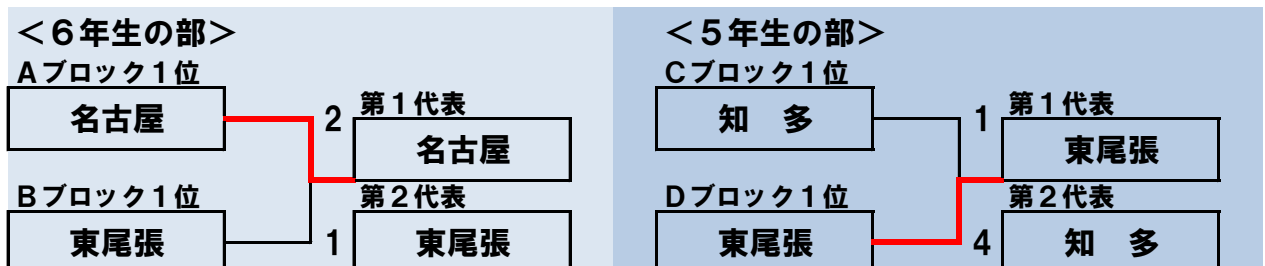 ＜６年生の部＞
Ａブロック１位
名古屋
2
第１代表
名古屋
Ｂブロック１位
東尾張
1
第２代表
東尾張
＜５年生の部＞
Ｃブロック１位
知　多
1
第１代表
東尾張
Ｄブロック１位
東尾張
4
第２代表
知　多